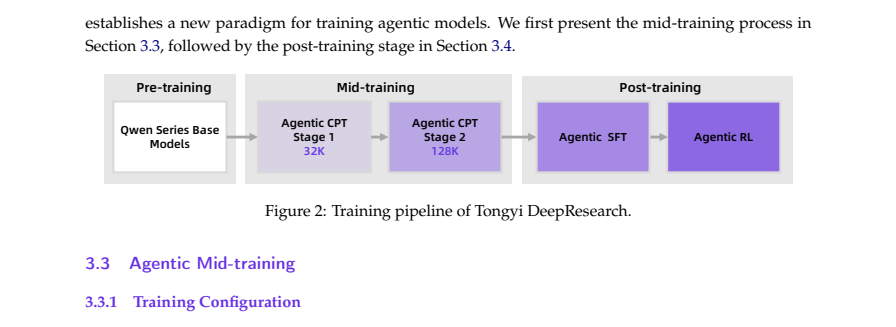 establishes a new paradigm for training agentic models. We first present the mid-training process in
Section 3.3, followed by the post-training stage in Section 3.4.
Pre-training
Mid-training
Post-training
Qwen Series Base
Models
Agentic CPT
Stage 1
32K
Agentic CPT
Stage 2
128K
Agentic SFT
Agentic RL
Figure 2: Training pipeline of Tongyi DeepResearch.
3.3 Agentic Mid-training
3.3.1 Training Configuration